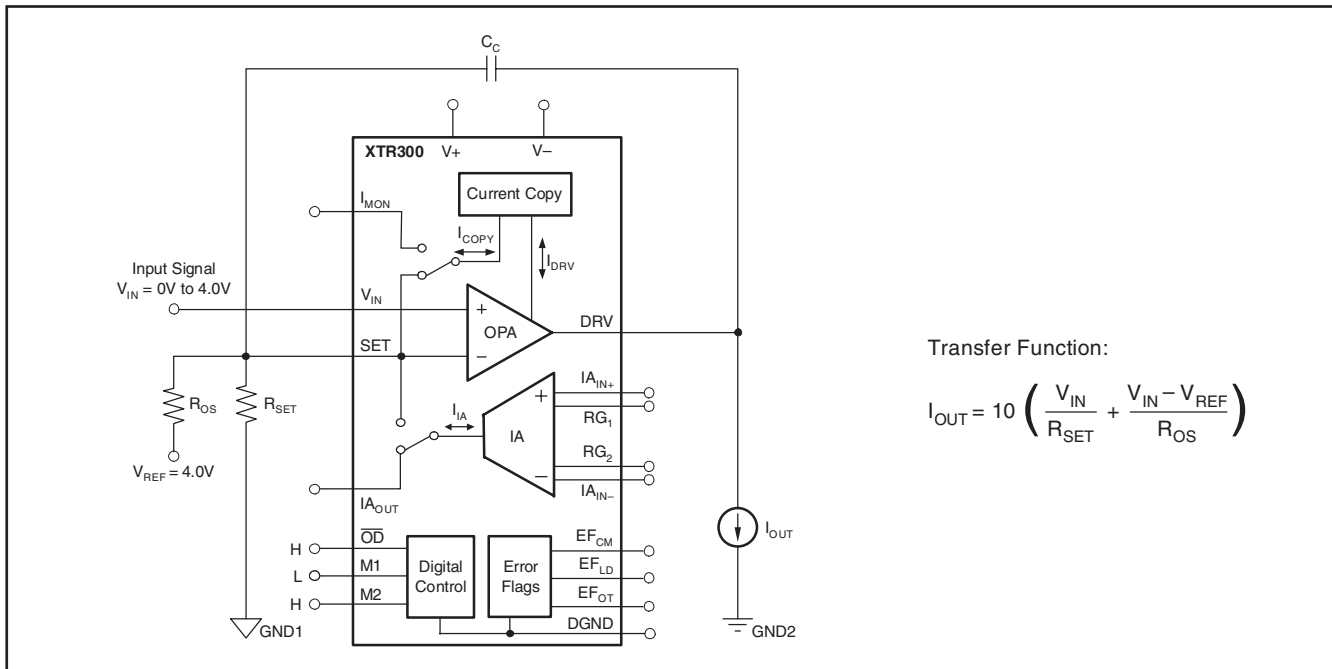 C_C
V+
V−
XTR300
Current Copy
I_MON
I_COPY
I_DRV
Input Signal
V_IN = 0V to 4.0V
V_IN
+
OPA
−
DRV
SET
R_OS
R_SET
V_REF = 4.0V
I_IA
+
IA
−
IA_IN+
RG_1
RG_2
IA_IN−
IA_OUT
I_OUT
H
O̅D̅
L
M1
H
M2
Digital
Control
Error
Flags
EF_CM
EF_LD
EF_OT
DGND
GND1
GND2
Transfer Function:
I_OUT = 10 ( V_IN / R_SET + V_IN − V_REF / R_OS )